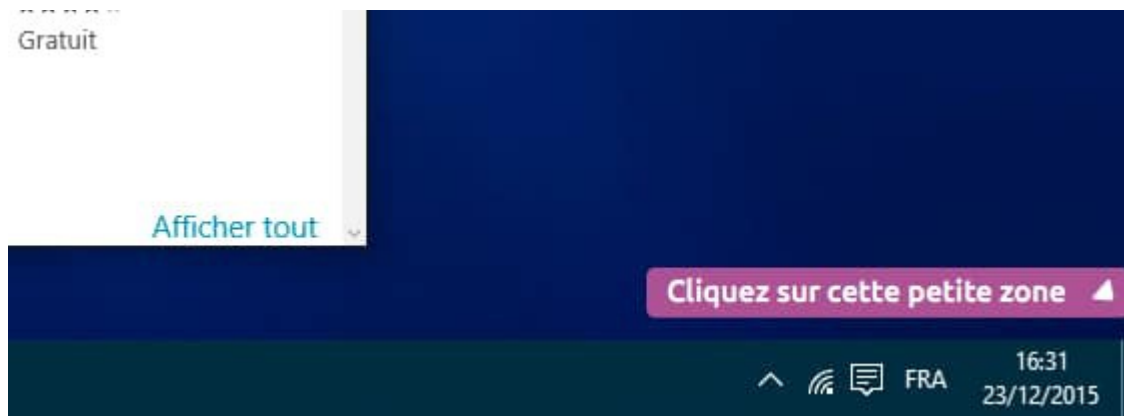 Gratuit
Afficher tout
Cliquez sur cette petite zone
FRA
16:31
23/12/2015